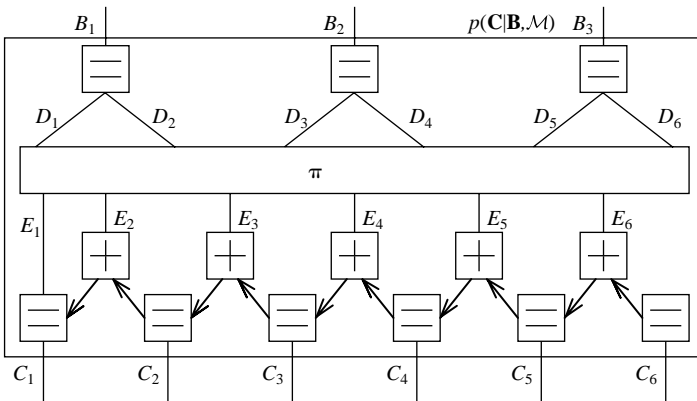 B₁ B₂ p(C|B,ℳ) B₃
D₁ D₂ D₃ D₄ D₅ D₆
π
E₁ E₂ E₃ E₄ E₅ E₆
+ + + + +
C₁ C₂ C₃ C₄ C₅ C₆